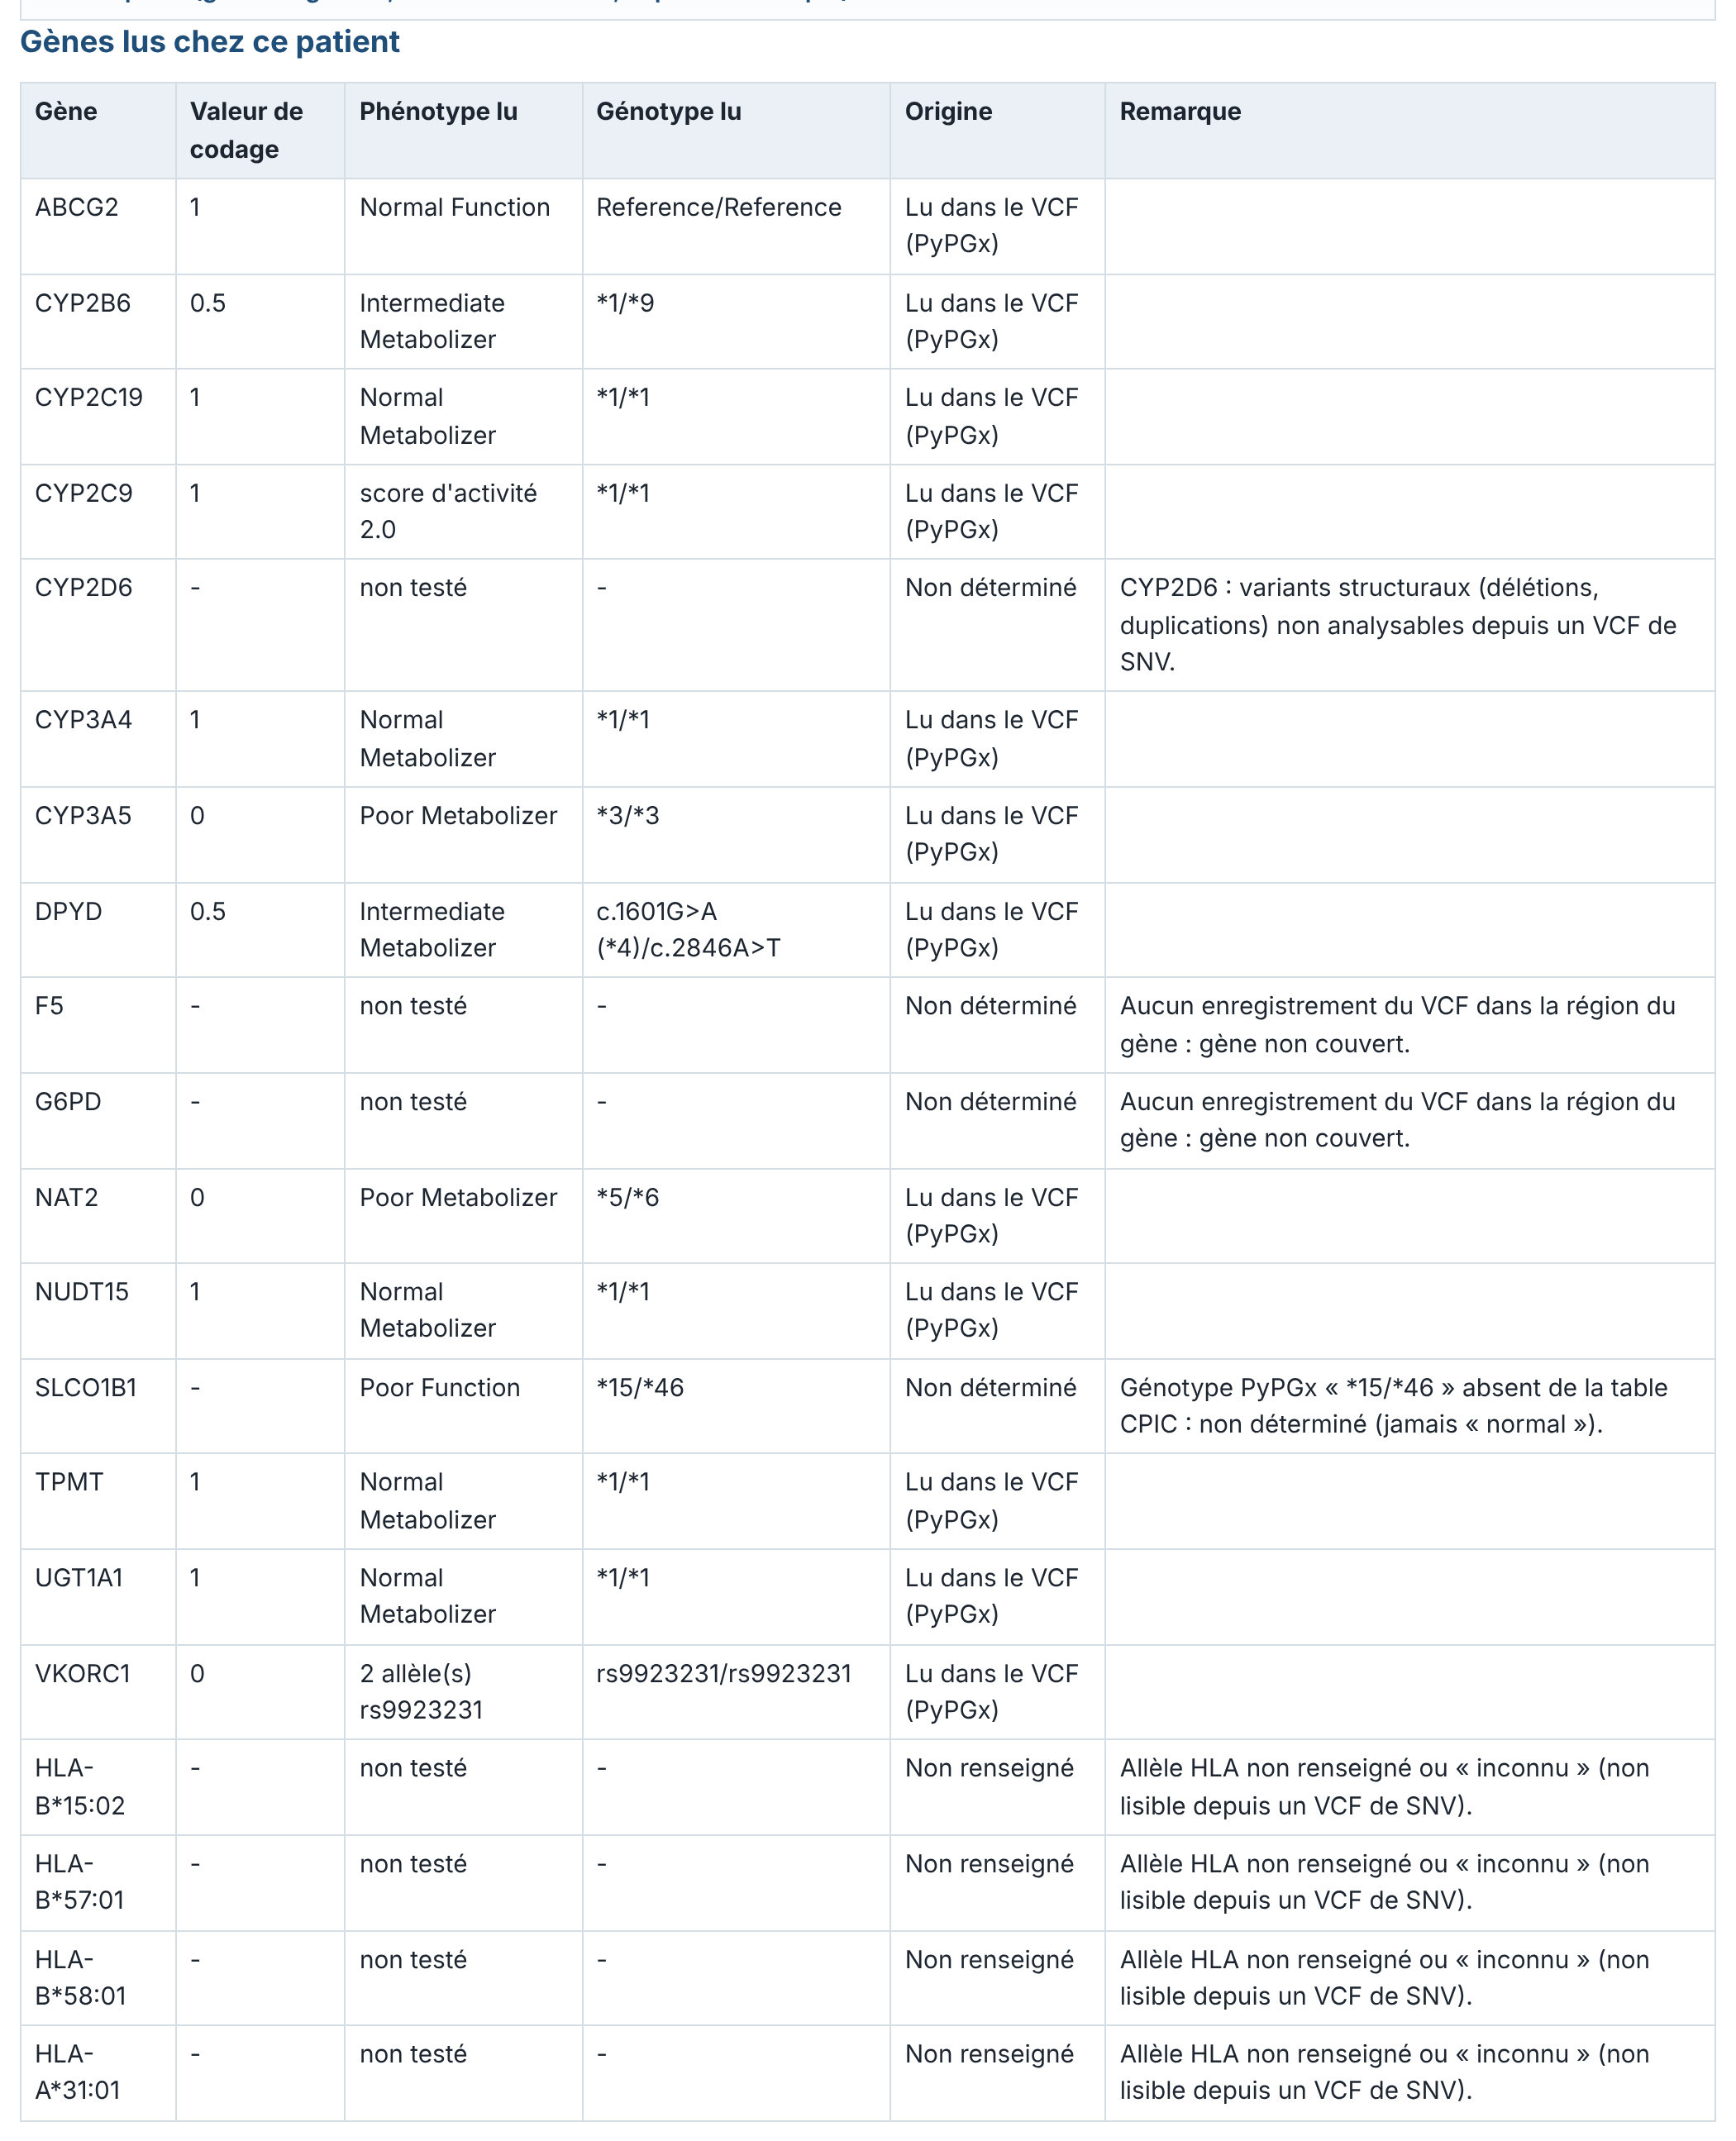 Gènes lus chez ce patient
Gène Valeur de codage Phénotype lu Génotype lu Origine Remarque
ABCG2 1 Normal Function Reference/Reference Lu dans le VCF (PyPGx)
CYP2B6 0.5 Intermediate Metabolizer *1/*9 Lu dans le VCF (PyPGx)
CYP2C19 1 Normal Metabolizer *1/*1 Lu dans le VCF (PyPGx)
CYP2C9 1 score d'activité 2.0 *1/*1 Lu dans le VCF (PyPGx)
CYP2D6 - non testé - Non déterminé CYP2D6 : variants structuraux (délétions, duplications) non analysables depuis un VCF de SNV.
CYP3A4 1 Normal Metabolizer *1/*1 Lu dans le VCF (PyPGx)
CYP3A5 0 Poor Metabolizer *3/*3 Lu dans le VCF (PyPGx)
DPYD 0.5 Intermediate Metabolizer c.1601G>A (*4)/c.2846A>T Lu dans le VCF (PyPGx)
F5 - non testé - Non déterminé Aucun enregistrement du VCF dans la région du gène : gène non couvert.
G6PD - non testé - Non déterminé Aucun enregistrement du VCF dans la région du gène : gène non couvert.
NAT2 0 Poor Metabolizer *5/*6 Lu dans le VCF (PyPGx)
NUDT15 1 Normal Metabolizer *1/*1 Lu dans le VCF (PyPGx)
SLCO1B1 - Poor Function *15/*46 Non déterminé Génotype PyPGx « *15/*46 » absent de la table CPIC : non déterminé (jamais « normal »).
TPMT 1 Normal Metabolizer *1/*1 Lu dans le VCF (PyPGx)
UGT1A1 1 Normal Metabolizer *1/*1 Lu dans le VCF (PyPGx)
VKORC1 0 2 allèle(s) rs9923231 rs9923231/rs9923231 Lu dans le VCF (PyPGx)
HLA-B*15:02 - non testé - Non renseigné Allèle HLA non renseigné ou « inconnu » (non lisible depuis un VCF de SNV).
HLA-B*57:01 - non testé - Non renseigné Allèle HLA non renseigné ou « inconnu » (non lisible depuis un VCF de SNV).
HLA-B*58:01 - non testé - Non renseigné Allèle HLA non renseigné ou « inconnu » (non lisible depuis un VCF de SNV).
HLA-A*31:01 - non testé - Non renseigné Allèle HLA non renseigné ou « inconnu » (non lisible depuis un VCF de SNV).